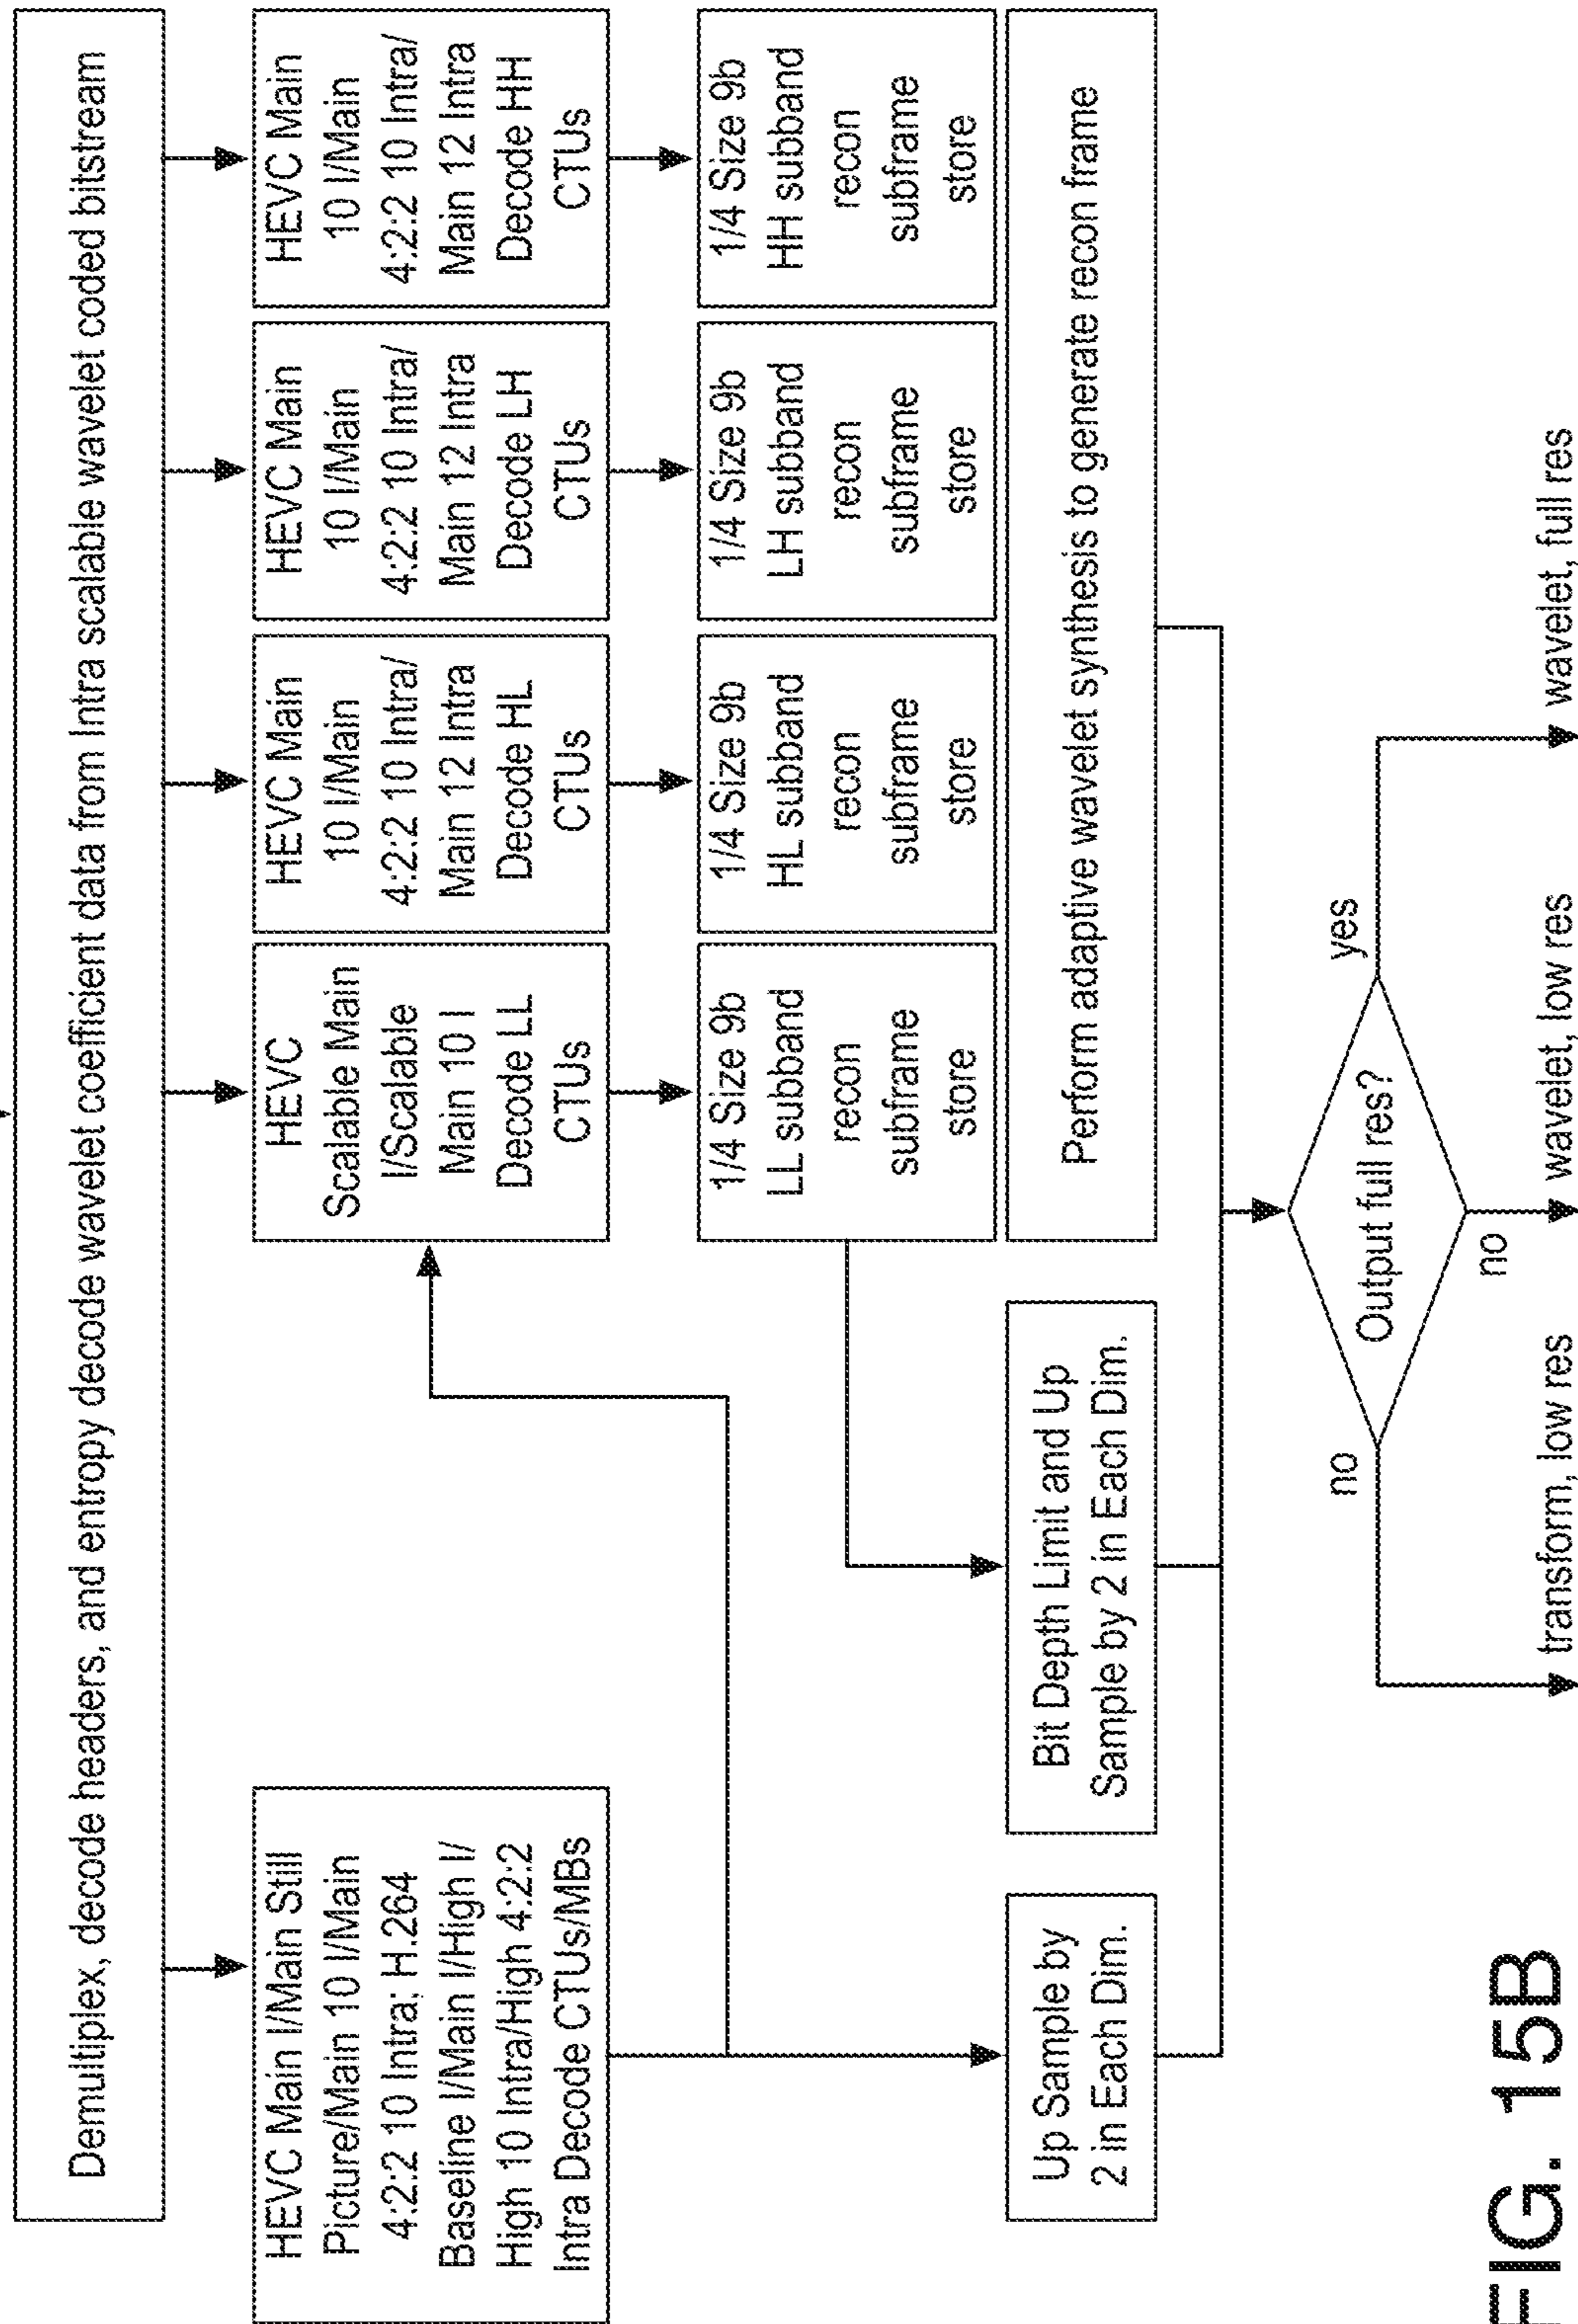 Demultiplex, decode headers, and entropy decode wavelet coefficient data from Intra scalable wavelet coded bitstream
HEVC Main I/Main Still
Picture/Main 10 I/Main
4:2:2 10 Intra; H.264
Baseline I/Main I/High I/
High 10 Intra/High 4:2:2
Intra Decode CTUs/MBs
HEVC
Scalable Main
I/Scalable
Main 10 I
Decode LL
CTUs
HEVC Main
10 I/Main
4:2:2 10 Intra/
Main 12 Intra
Decode HL
CTUs
HEVC Main
10 I/Main
4:2:2 10 Intra/
Main 12 Intra
Decode LH
CTUs
HEVC Main
10 I/Main
4:2:2 10 Intra/
Main 12 Intra
Decode HH
CTUs
1/4 Size 9b
LL subband
recon
subframe
store
1/4 Size 9b
HL subband
recon
subframe
store
1/4 Size 9b
LH subband
recon
subframe
store
1/4 Size 9b
HH subband
recon
subframe
store
Up Sample by
2 in Each Dim.
Bit Depth Limit and Up
Sample by 2 in Each Dim.
Perform adaptive wavelet synthesis to generate recon frame
Output full res?
no
no
yes
transform, low res
wavelet, low res
wavelet, full res
FIG. 15B